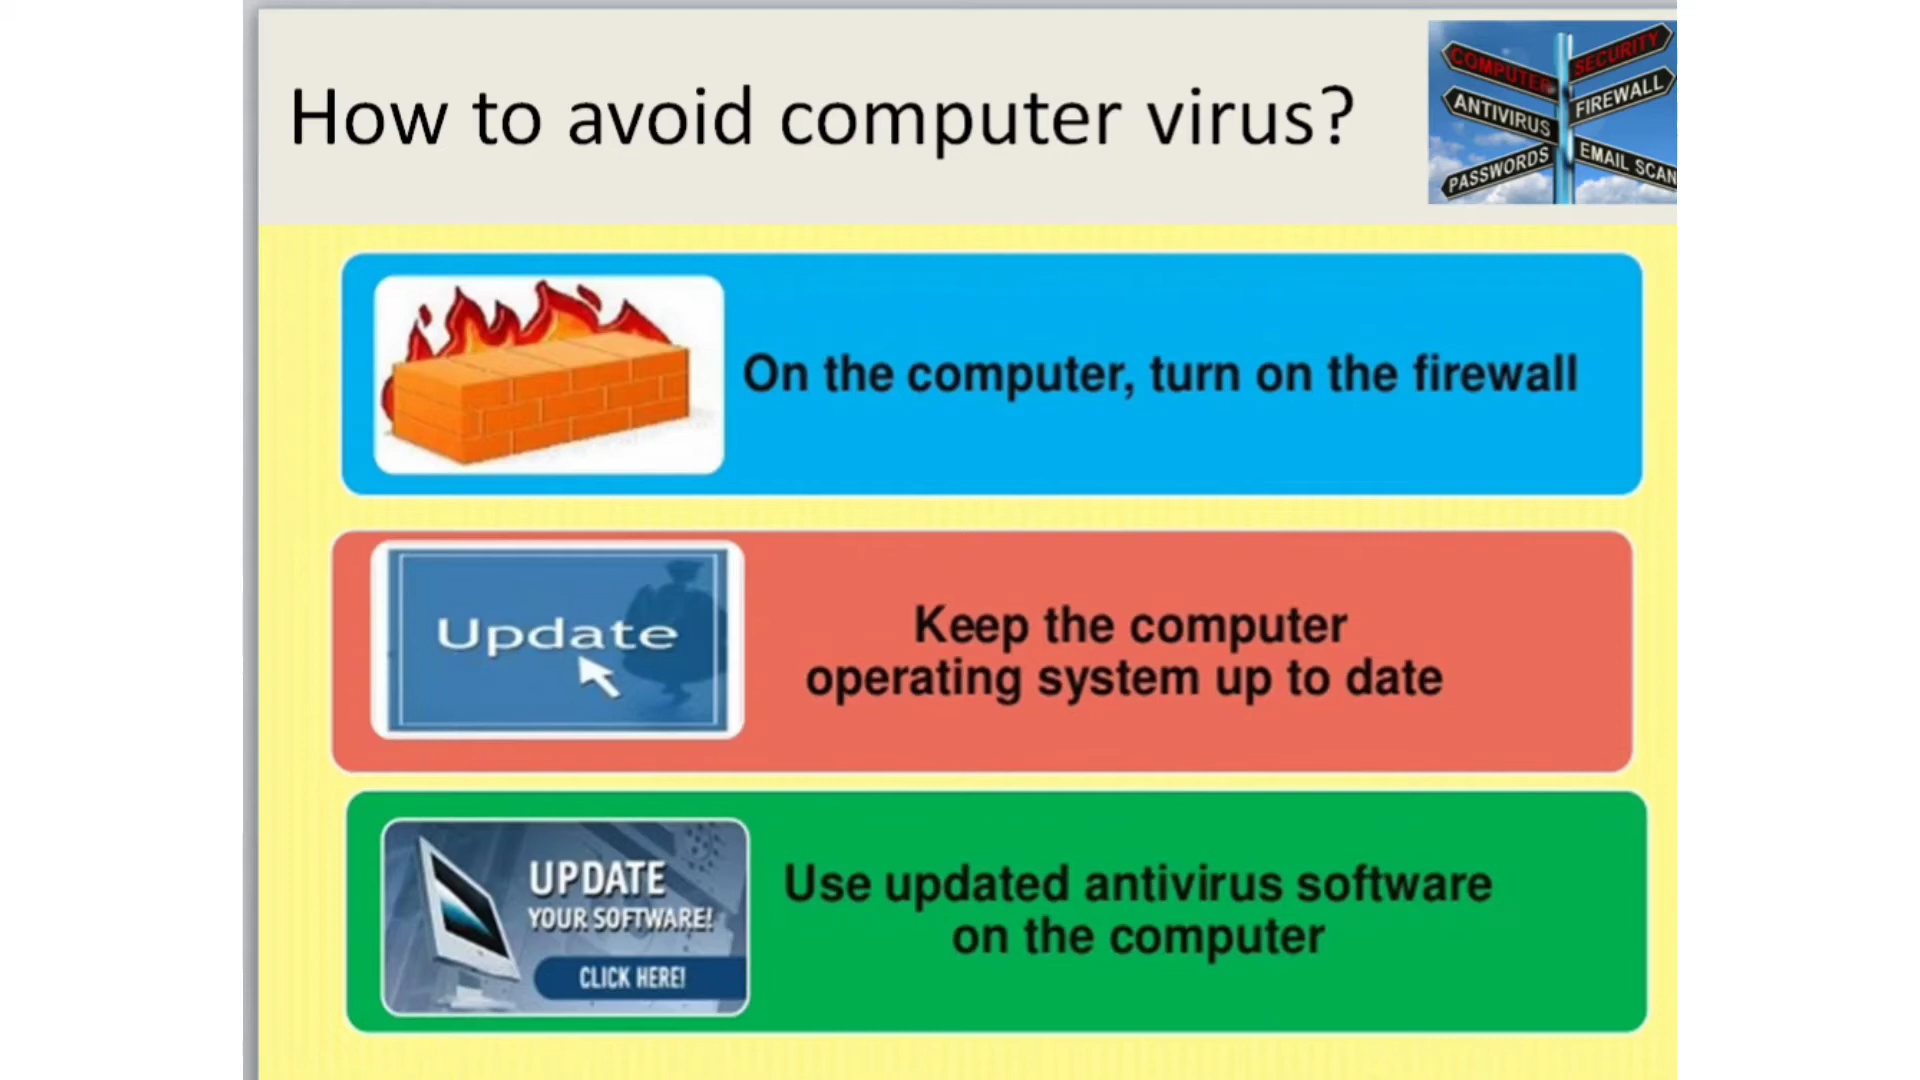 How to avoid computer virus?
COMPUTER
SECURITY
ANTIVIRUS
FIREWALL
PASSWORDS
EMAIL SCAN
On the computer, turn on the firewall
Update
Keep the computer
operating system up to date
UPDATE
YOUR SOFTWARE!
CLICK HERE!
Use updated antivirus software
on the computer